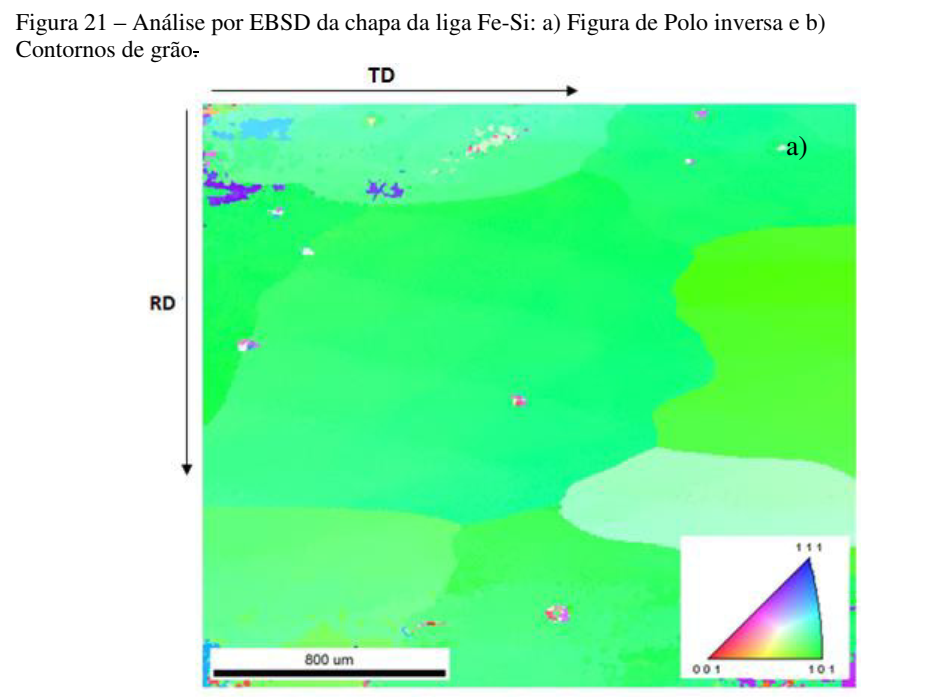 Figura 21 – Análise por EBSD da chapa da liga Fe-Si: a) Figura de Polo inversa e b)
Contornos de grão.
TD
a)
RD
111
800 um
001
101